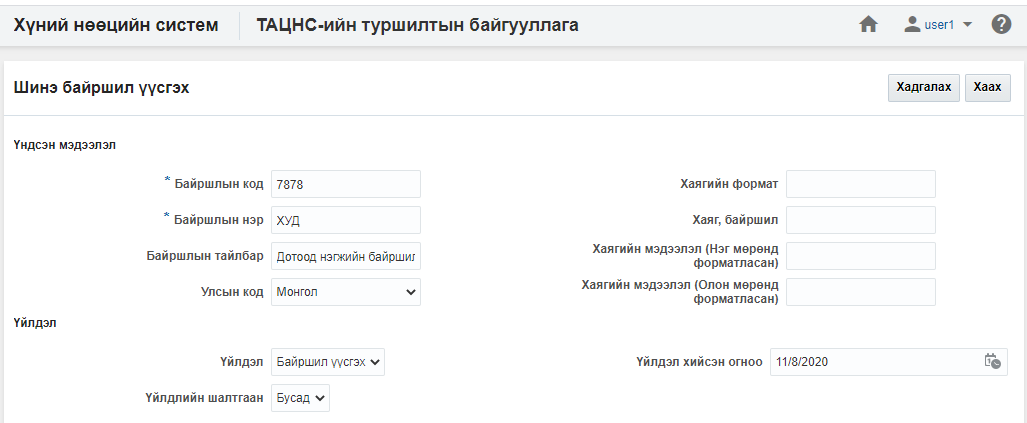 Хүний нөөцийн систем ТАЦНС-ийн туршилтын байгууллага user1
Шинэ байршил үүсгэх Хадгалах Хаах
Үндсэн мэдээлэл
* Байршлын код 7878 Хаягийн формат
* Байршлын нэр ХУД Хаяг, байршил
Байршлын тайлбар Дотоод нэгжийн байршил Хаягийн мэдээлэл (Нэг мөрөнд
форматласан)
Улсын код Монгол Хаягийн мэдээлэл (Олон мөрөнд
форматласан)
Үйлдэл
Үйлдэл Байршил үүсгэх Үйлдэл хийсэн огноо 11/8/2020
Үйлдлийн шалтгаан Бусад